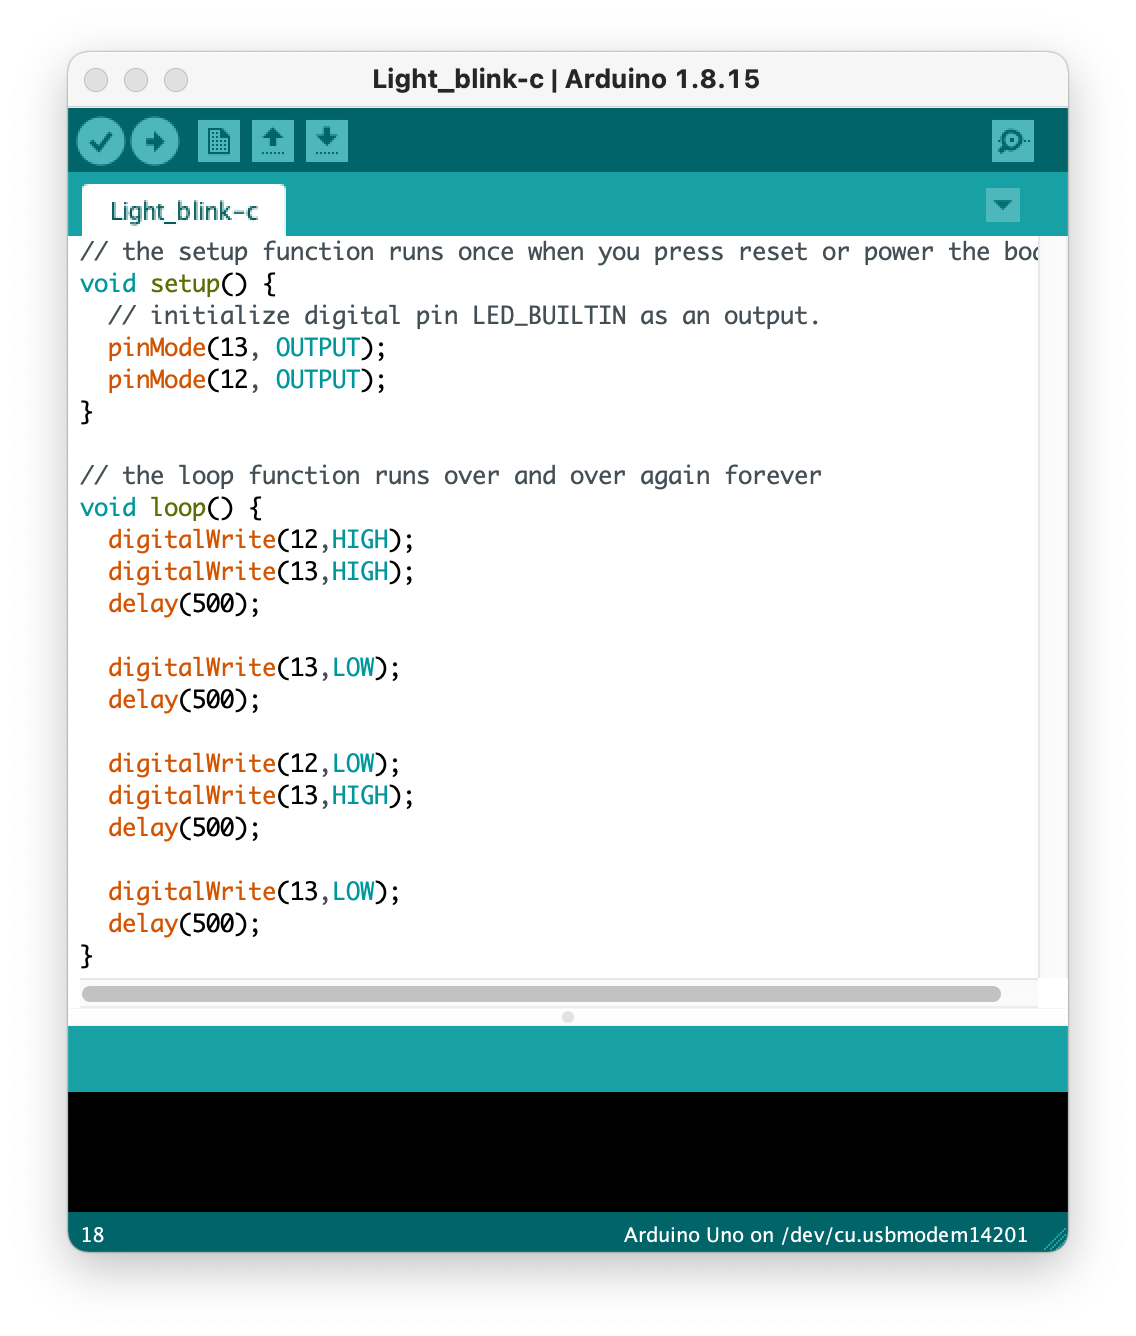 Light_blink-c | Arduino 1.8.15
Light_blink-c
// the setup function runs once when you press reset or power the
void setup() {
  // initialize digital pin LED_BUILTIN as an output.
  pinMode(13, OUTPUT);
  pinMode(12, OUTPUT);
}

// the loop function runs over and over again forever
void loop() {
  digitalWrite(12,HIGH);
  digitalWrite(13,HIGH);
  delay(500);

  digitalWrite(13,LOW);
  delay(500);

  digitalWrite(12,LOW);
  digitalWrite(13,HIGH);
  delay(500);

  digitalWrite(13,LOW);
  delay(500);
}
18
Arduino Uno on /dev/cu.usbmodem14201